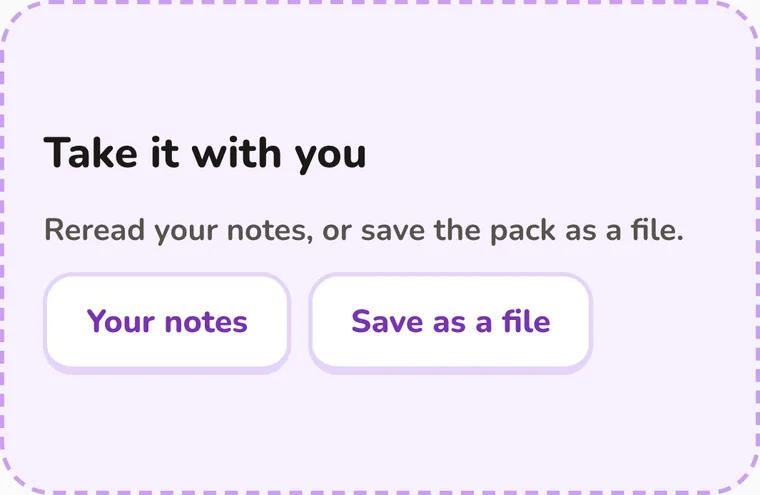 Take it with you
Reread your notes, or save the pack as a file.
Your notes
Save as a file